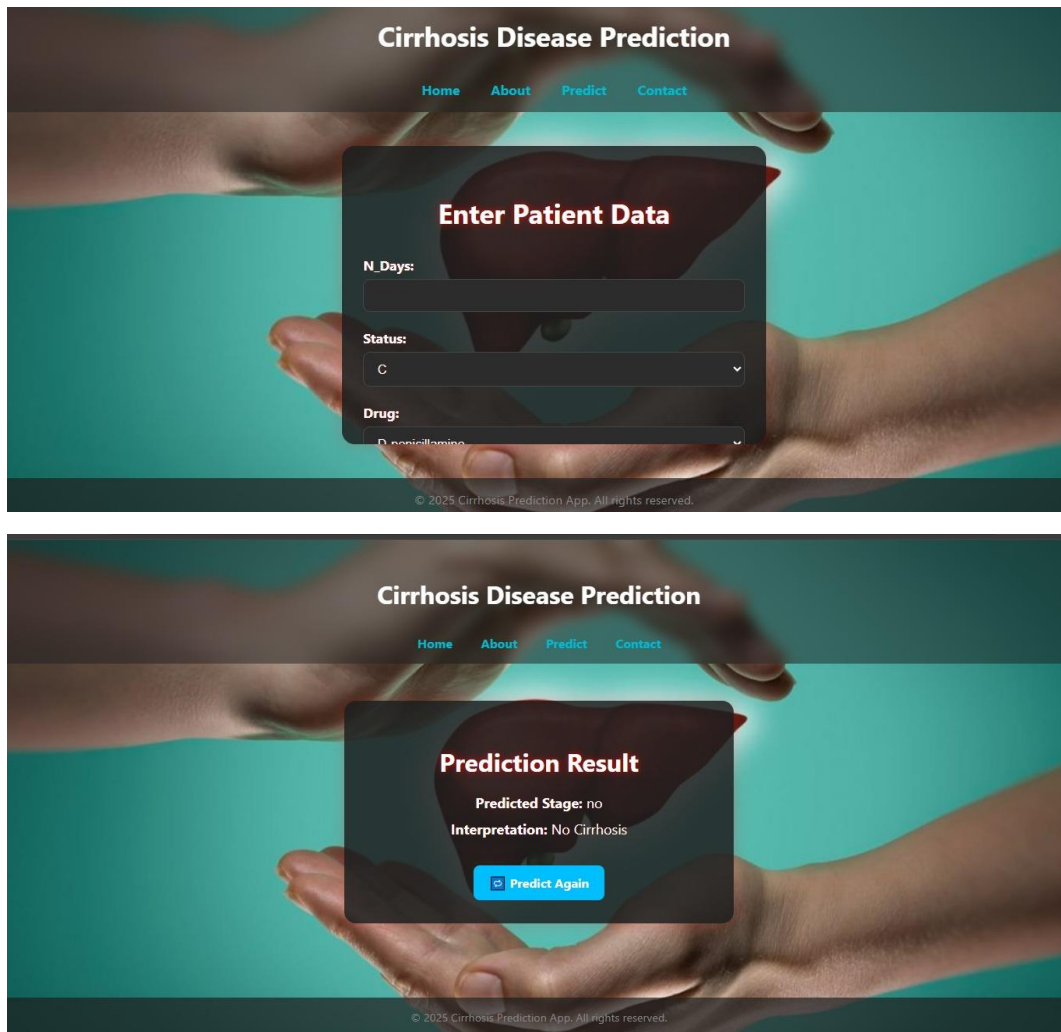 Cirrhosis Disease Prediction
Home About Predict Contact
Enter Patient Data
N_Days:
Status:
C
Drug:
D-penicillamine
© 2025 Cirrhosis Prediction App. All rights reserved.
Cirrhosis Disease Prediction
Home About Predict Contact
Prediction Result
Predicted Stage: no
Interpretation: No Cirrhosis
Predict Again
© 2025 Cirrhosis Prediction App. All rights reserved.